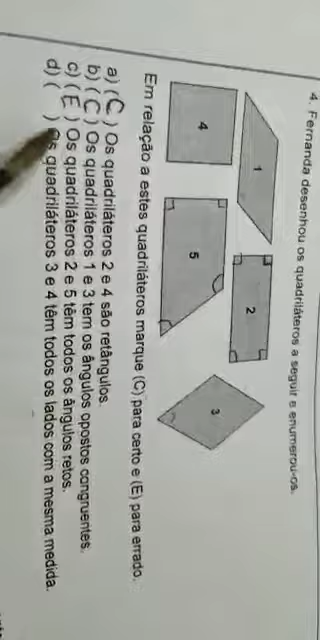 4. Fernanda desenhou os quadriláteros a seguir e enumerou-os.
1
2
3
4
5
Em relação a estes quadriláteros marque (C) para certo e (E) para errado.
a) (C) Os quadriláteros 2 e 4 são retângulos.
b) (C) Os quadriláteros 1 e 3 tem os ângulos opostos congruentes.
c) (E) Os quadriláteros 2 e 5 têm todos os ângulos retos.
d) ( ) Os quadriláteros 3 e 4 têm todos os lados com a mesma medida.